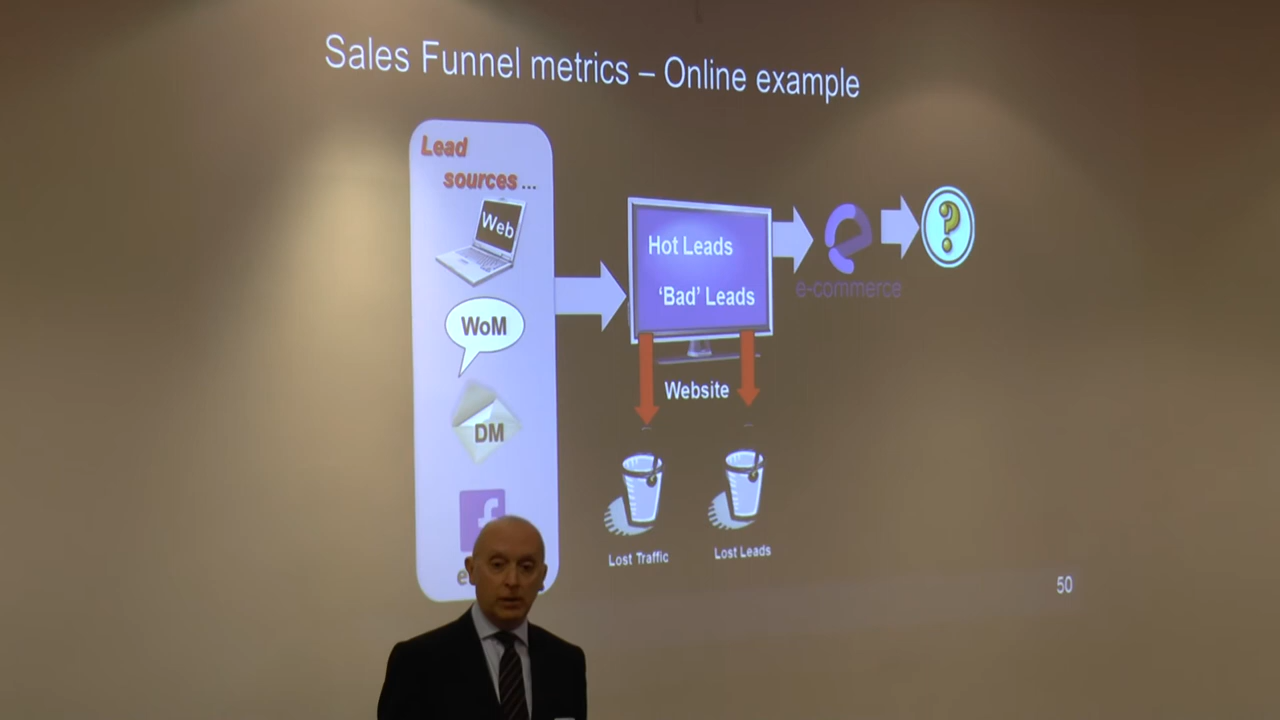 Sales Funnel metrics – Online example
Lead
sources ...
Web
WoM
DM
f
Hot Leads
'Bad' Leads
Website
e-commerce
?
Lost Traffic
Lost Leads
50